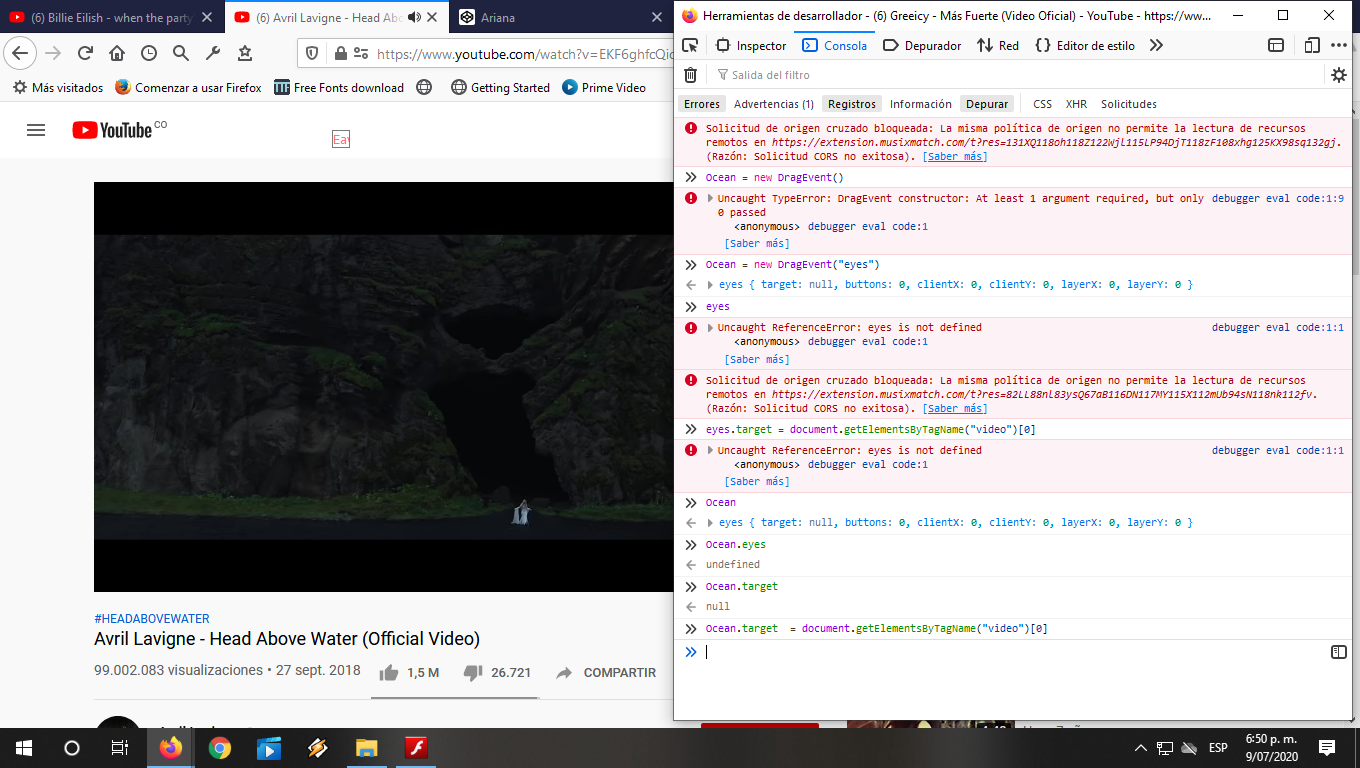 (6) Billie Eilish - when the party
(6) Avril Lavigne - Head Abo
Ariana
https://www.youtube.com/watch?v=EKF6ghfcQic
Más visitados
Comenzar a usar Firefox
Free Fonts download
Getting Started
Prime Video
YouTube CO
#HEADABOVEWATER
Avril Lavigne - Head Above Water (Official Video)
99.002.083 visualizaciones • 27 sept. 2018
1,5 M
26.721
COMPARTIR
Herramientas de desarrollador - (6) Greeicy - Más Fuerte (Video Oficial) - YouTube - https://ww...
Inspector
Consola
Depurador
Red
Editor de estilo
Salida del filtro
Errores
Advertencias (1)
Registros
Información
Depurar
CSS
XHR
Solicitudes
Solicitud de origen cruzado bloqueada: La misma política de origen no permite la lectura de recursos
remotos en https://extension.musixmatch.com/t?res=131XQ118oh118Z122Wjl115LP94DjT118zF108xhg125KX98sq132gj.
(Razón: Solicitud CORS no exitosa). [Saber más]
Ocean = new DragEvent()
Uncaught TypeError: DragEvent constructor: At least 1 argument required, but only debugger eval code:1:9
0 passed
<anonymous> debugger eval code:1
[Saber más]
Ocean = new DragEvent("eyes")
eyes { target: null, buttons: 0, clientX: 0, clientY: 0, layerX: 0, layerY: 0 }
eyes
Uncaught ReferenceError: eyes is not defined debugger eval code:1:1
<anonymous> debugger eval code:1
[Saber más]
Solicitud de origen cruzado bloqueada: La misma política de origen no permite la lectura de recursos
remotos en https://extension.musixmatch.com/t?res=82LL88nl83ysQ67aB116DN117MY115X112mUb94sN118nk112fv.
(Razón: Solicitud CORS no exitosa). [Saber más]
eyes.target = document.getElementsByTagName("video")[0]
Uncaught ReferenceError: eyes is not defined debugger eval code:1:1
<anonymous> debugger eval code:1
[Saber más]
Ocean
eyes { target: null, buttons: 0, clientX: 0, clientY: 0, layerX: 0, layerY: 0 }
Ocean.eyes
undefined
Ocean.target
null
Ocean.target = document.getElementsByTagName("video")[0]
ESP
6:50 p. m.
9/07/2020